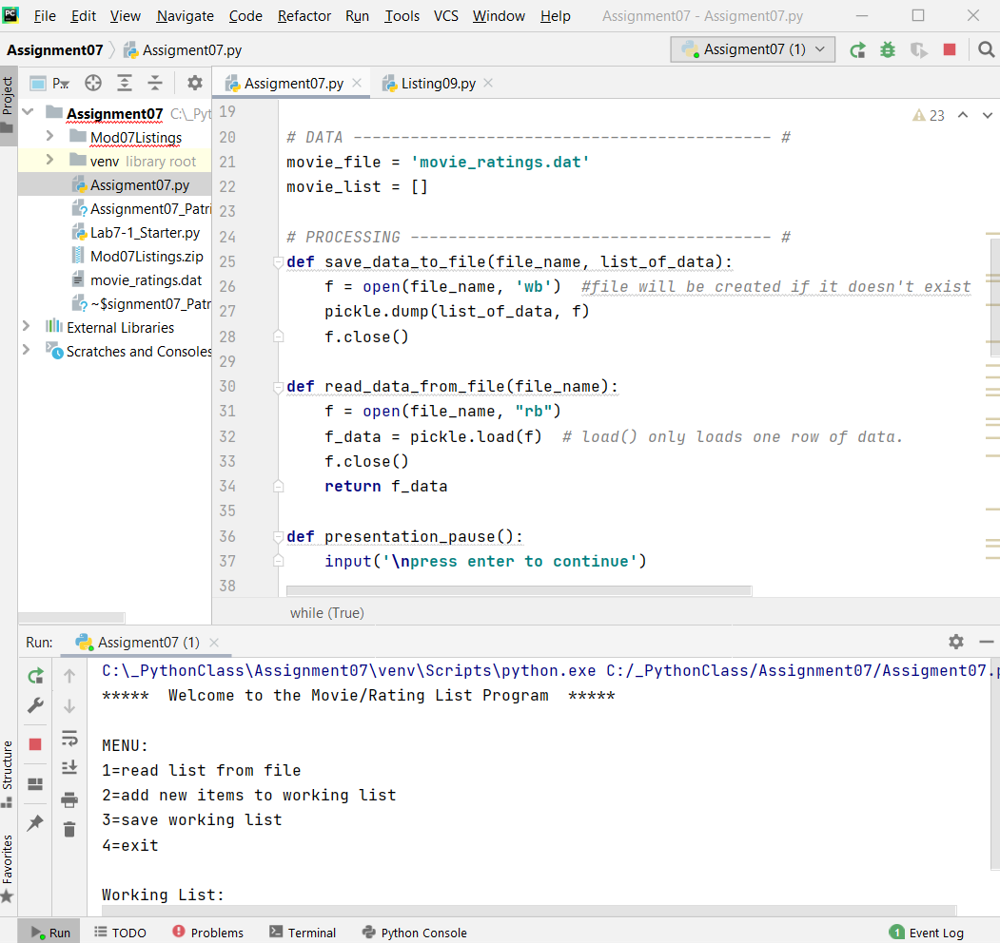 PC File Edit View Navigate Code Refactor Run Tools VCS Window Help Assignment07 - Assigment07.py
Assignment07 Assigment07.py Assigment07 (1)
Project
P... Assigment07.py Listing09.py
Assignment07 C:\_Pyt
Mod07Listings
venv library root
Assigment07.py
Assignment07_Patri
Lab7-1_Starter.py
Mod07Listings.zip
movie_ratings.dat
~$signment07_Patr
External Libraries
Scratches and Consoles
23
19
20 # DATA -------------------------------------------- #
21 movie_file = 'movie_ratings.dat'
22 movie_list = []
23
24 # PROCESSING -------------------------------------- #
25 def save_data_to_file(file_name, list_of_data):
26 f = open(file_name, 'wb') #file will be created if it doesn't exist
27 pickle.dump(list_of_data, f)
28 f.close()
29
30 def read_data_from_file(file_name):
31 f = open(file_name, "rb")
32 f_data = pickle.load(f) # load() only loads one row of data.
33 f.close()
34 return f_data
35
36 def presentation_pause():
37 input('\npress enter to continue')
38
while (True)
Run: Assigment07 (1)
C:\_PythonClass\Assignment07\venv\Scripts\python.exe C:/_PythonClass/Assignment07/Assigment07.p
***** Welcome to the Movie/Rating List Program *****
MENU:
1=read list from file
2=add new items to working list
3=save working list
4=exit
Working List:
Structure
Favorites
Run TODO Problems Terminal Python Console 1 Event Log